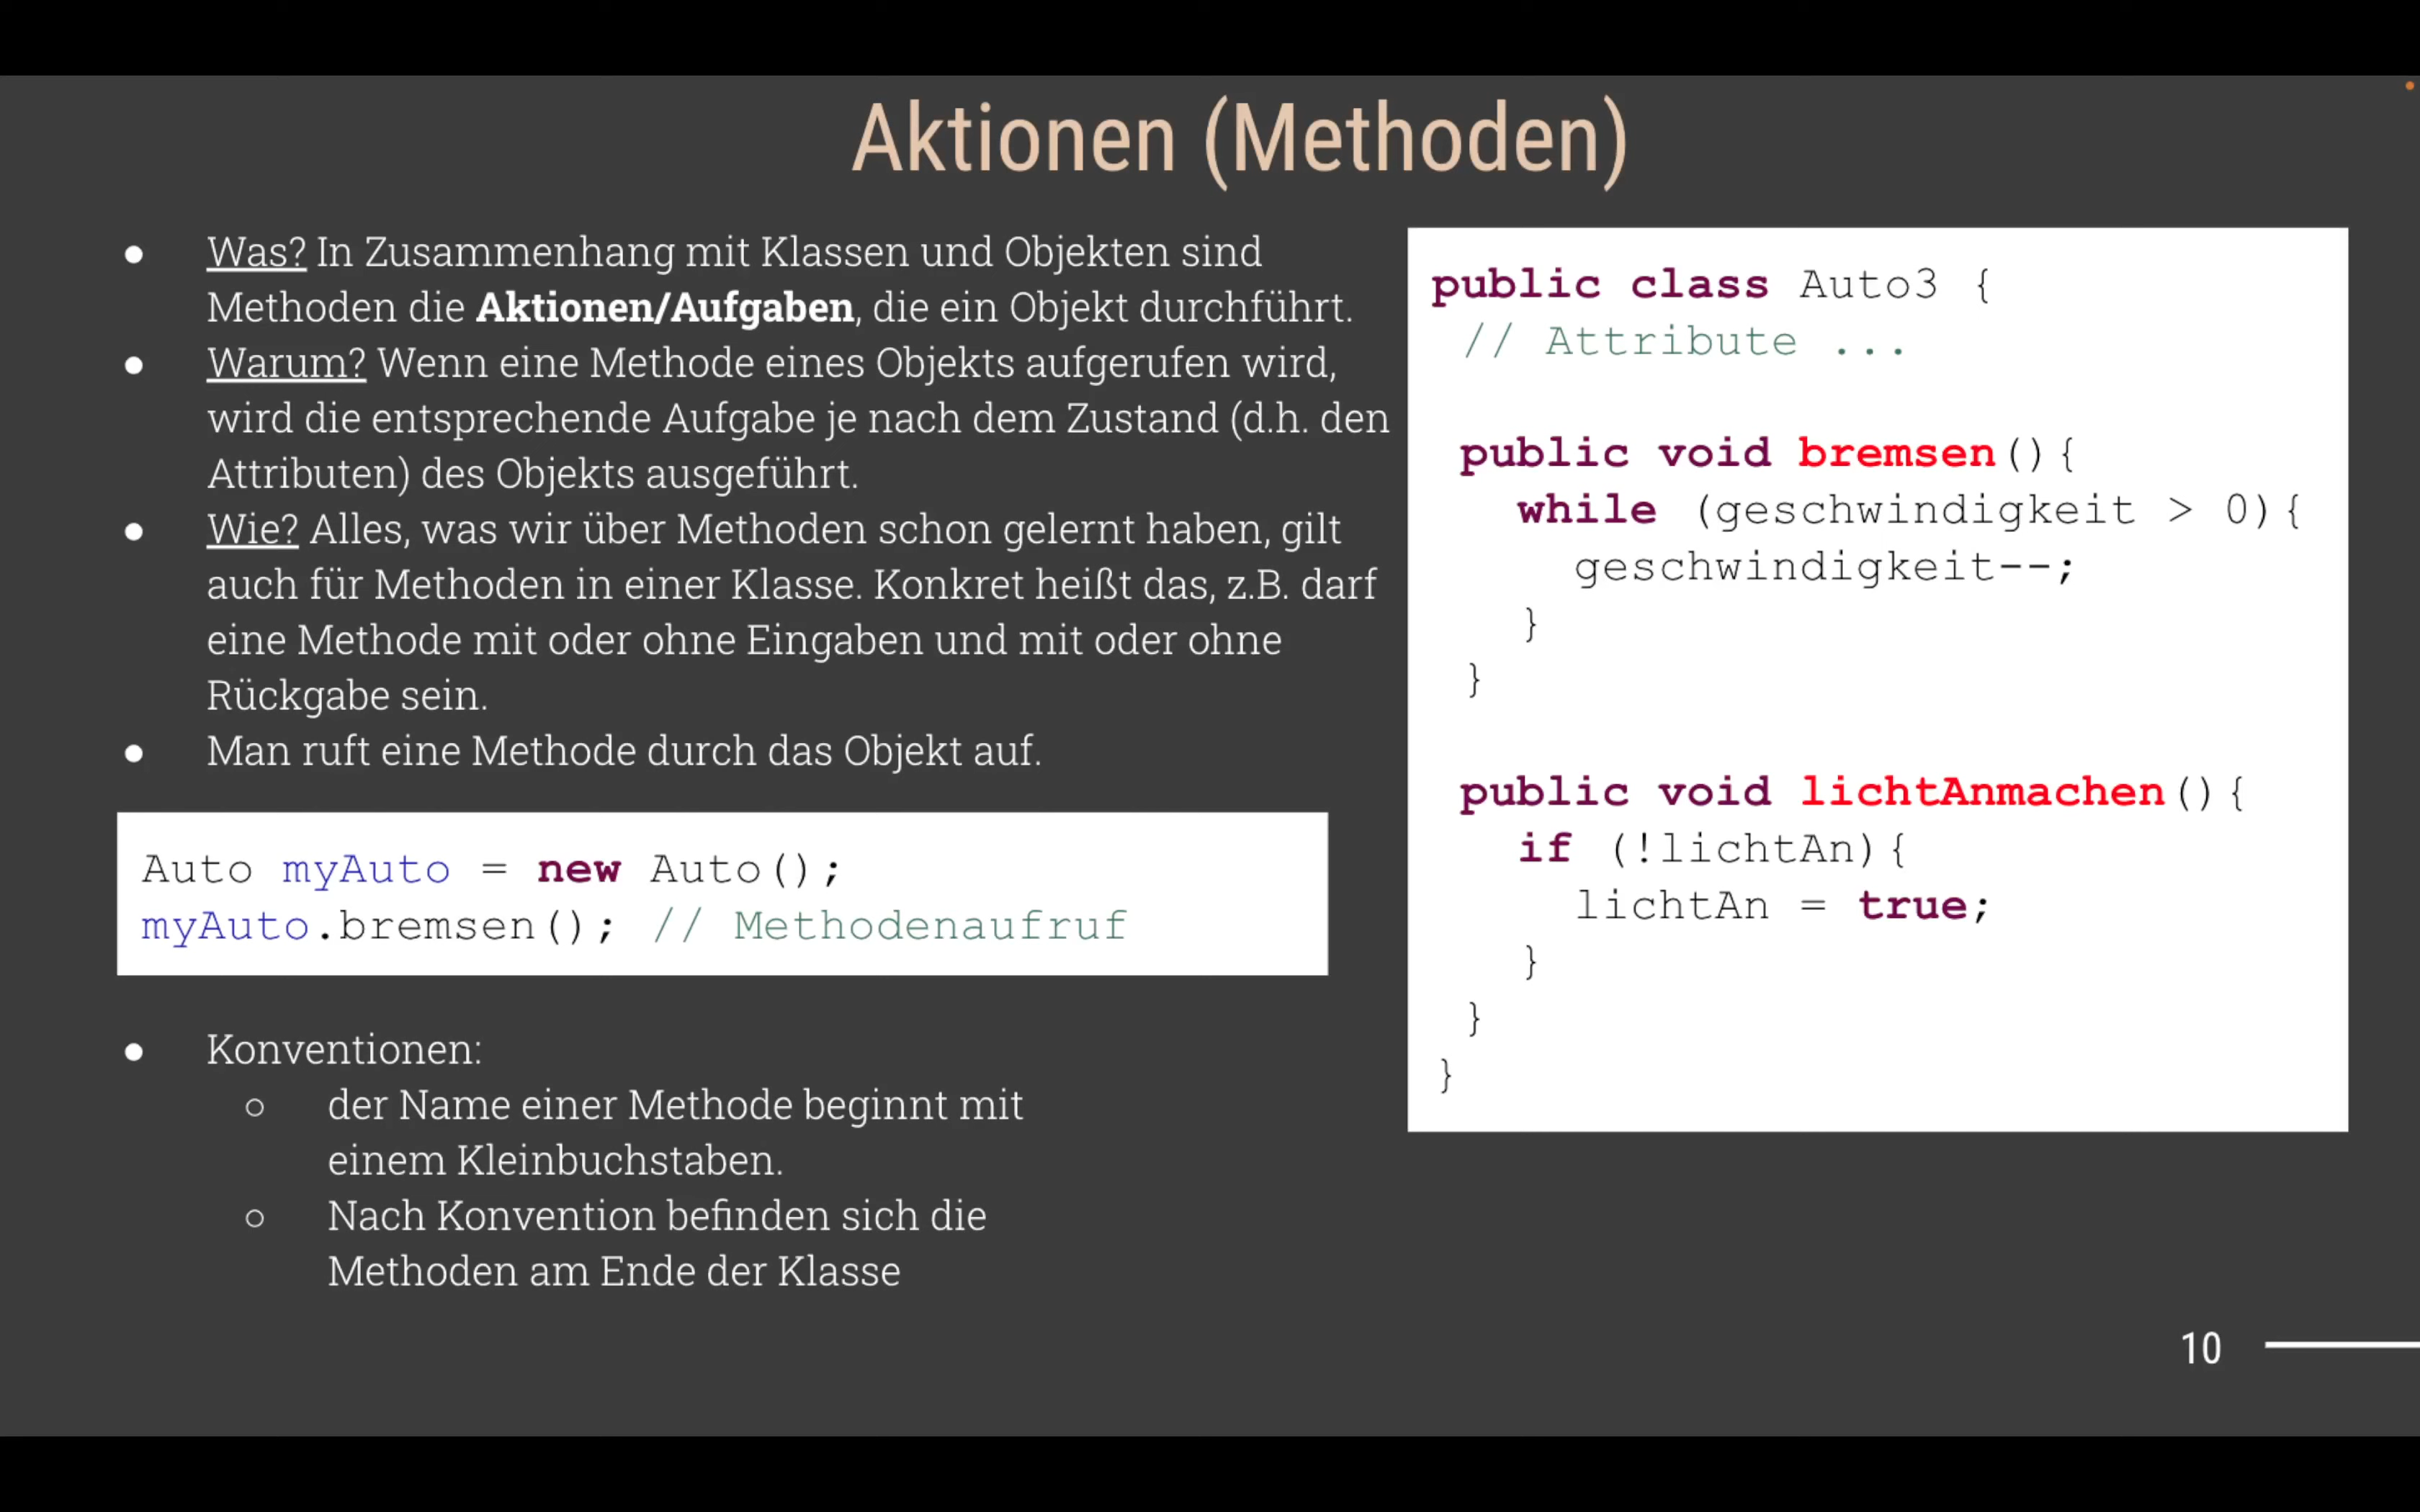 Aktionen (Methoden)
● Was? In Zusammenhang mit Klassen und Objekten sind
Methoden die Aktionen/Aufgaben, die ein Objekt durchführt.
● Warum? Wenn eine Methode eines Objekts aufgerufen wird,
wird die entsprechende Aufgabe je nach dem Zustand (d.h. den
Attributen) des Objekts ausgeführt.
● Wie? Alles, was wir über Methoden schon gelernt haben, gilt
auch für Methoden in einer Klasse. Konkret heißt das, z.B. darf
eine Methode mit oder ohne Eingaben und mit oder ohne
Rückgabe sein.
● Man ruft eine Methode durch das Objekt auf.
Auto myAuto = new Auto();
myAuto.bremsen(); // Methodenaufruf
● Konventionen:
○ der Name einer Methode beginnt mit
einem Kleinbuchstaben.
○ Nach Konvention befinden sich die
Methoden am Ende der Klasse
public class Auto3 {
// Attribute ...
public void bremsen(){
while (geschwindigkeit > 0){
geschwindigkeit--;
}
}
public void lichtAnmachen(){
if (!lichtAn){
lichtAn = true;
}
}
}
10